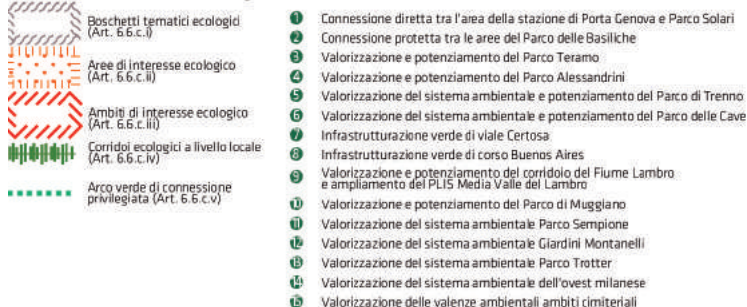 Boschetti tematici ecologici
(Art. 6.6.c.i)
Aree di interesse ecologico
(Art. 6.6.c.ii)
Ambiti di interesse ecologico
(Art. 6.6.c.iii)
Corridoi ecologici a livello locale
(Art. 6.6.c.iv)
Arco verde di connessione
privilegiata (Art. 6.6.c.v)
1 Connessione diretta tra l'area della stazione di Porta Genova e Parco Solari
2 Connessione protetta tra le aree del Parco delle Basiliche
3 Valorizzazione e potenziamento del Parco Teramo
4 Valorizzazione e potenziamento del Parco Alessandrini
5 Valorizzazione del sistema ambientale e potenziamento del Parco di Trenno
6 Valorizzazione del sistema ambientale e potenziamento del Parco delle Cave
7 Infrastrutturazione verde di viale Certosa
8 Infrastrutturazione verde di corso Buenos Aires
9 Valorizzazione e potenziamento del corridoio del Fiume Lambro
e ampliamento del PLIS Media Valle del Lambro
10 Valorizzazione e potenziamento del Parco di Muggiano
11 Valorizzazione del sistema ambientale Parco Sempione
12 Valorizzazione del sistema ambientale Giardini Montanelli
13 Valorizzazione del sistema ambientale Parco Trotter
14 Valorizzazione del sistema ambientale dell'ovest milanese
15 Valorizzazione delle valenze ambientali ambiti cimiteriali